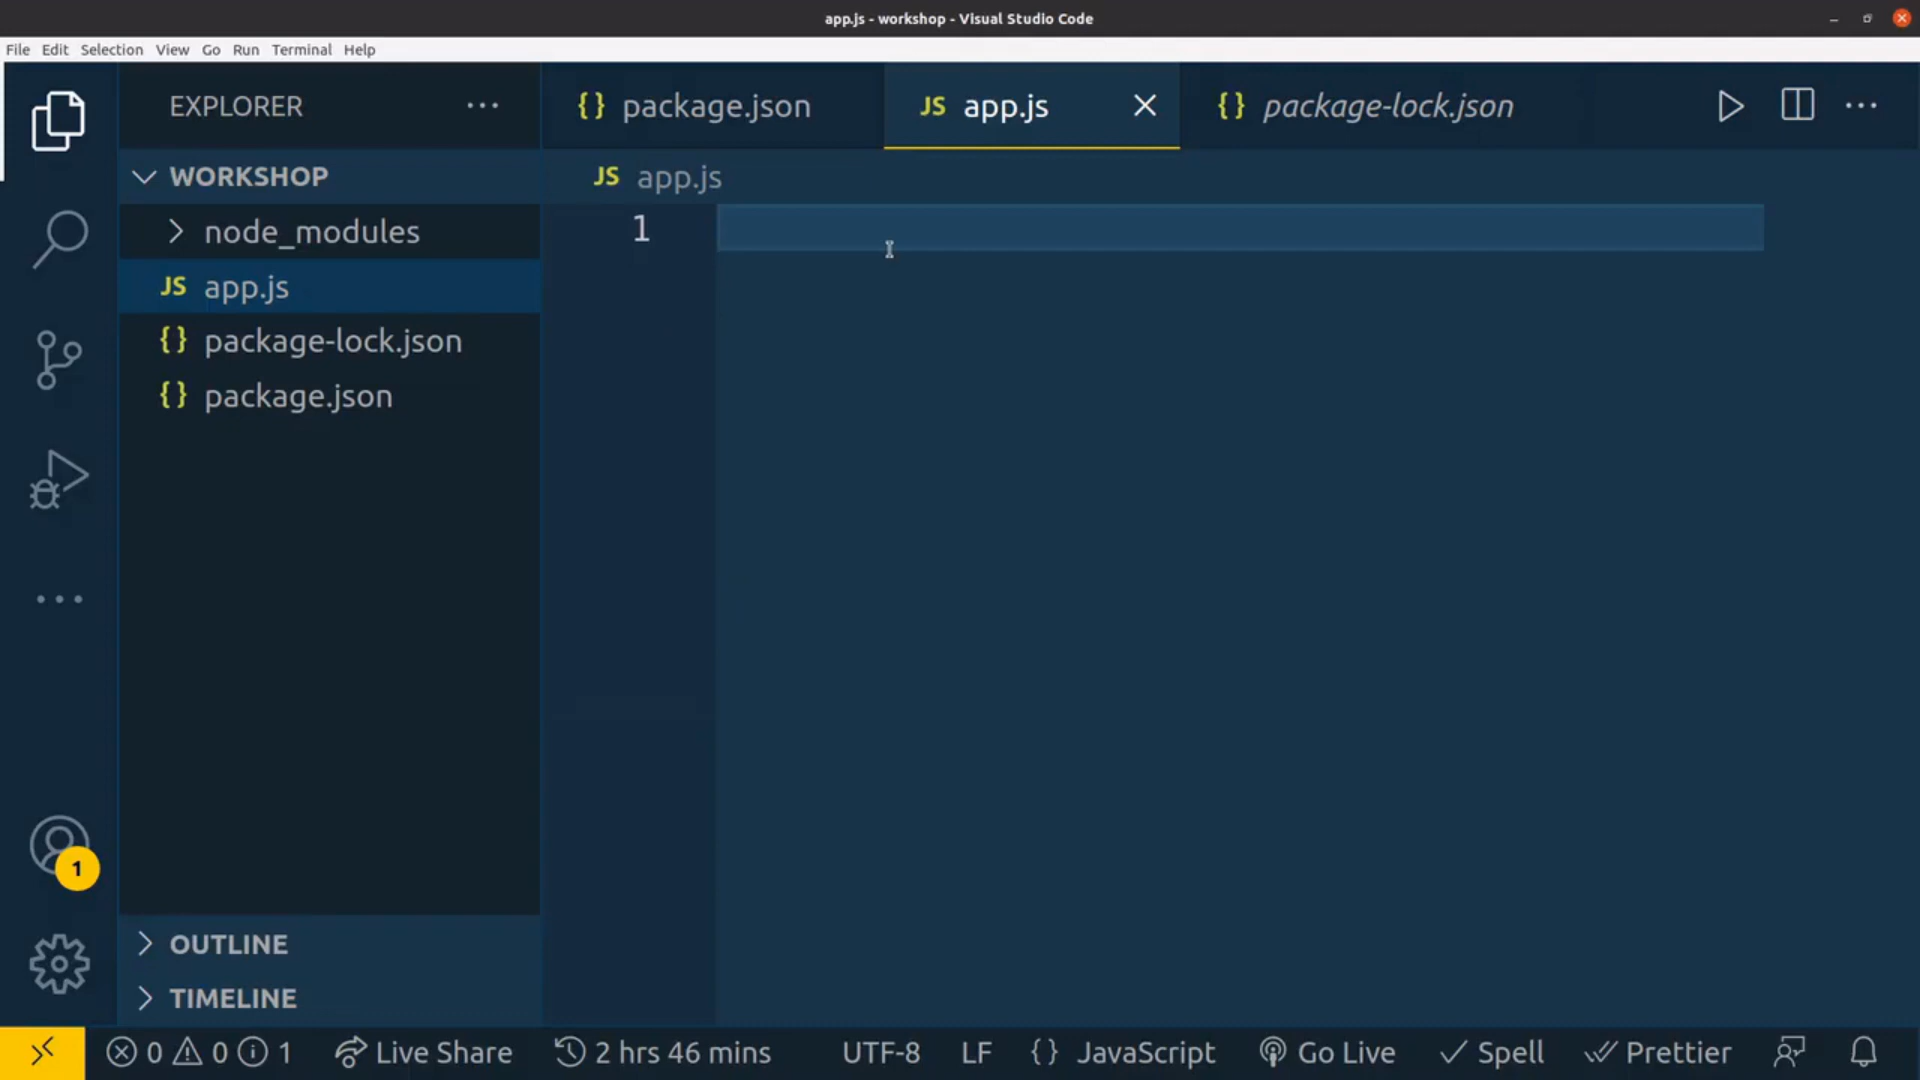 app.js - workshop - Visual Studio Code
File Edit Selection View Go Run Terminal Help
EXPLORER
{} package.json
JS app.js
{} package-lock.json
WORKSHOP
JS app.js
node_modules
1
JS app.js
{} package-lock.json
{} package.json
1
OUTLINE
TIMELINE
0 0 1 Live Share 2 hrs 46 mins UTF-8 LF {} JavaScript Go Live Spell Prettier